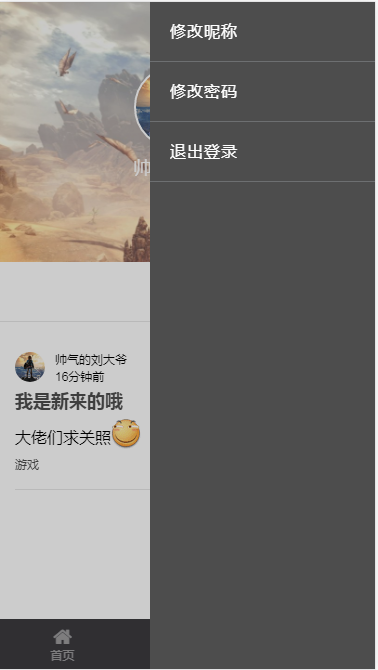 修改昵称
修改密码
退出登录
帅
帅气的刘大爷
16分钟前
我是新来的哦
大佬们求关照
游戏
首页